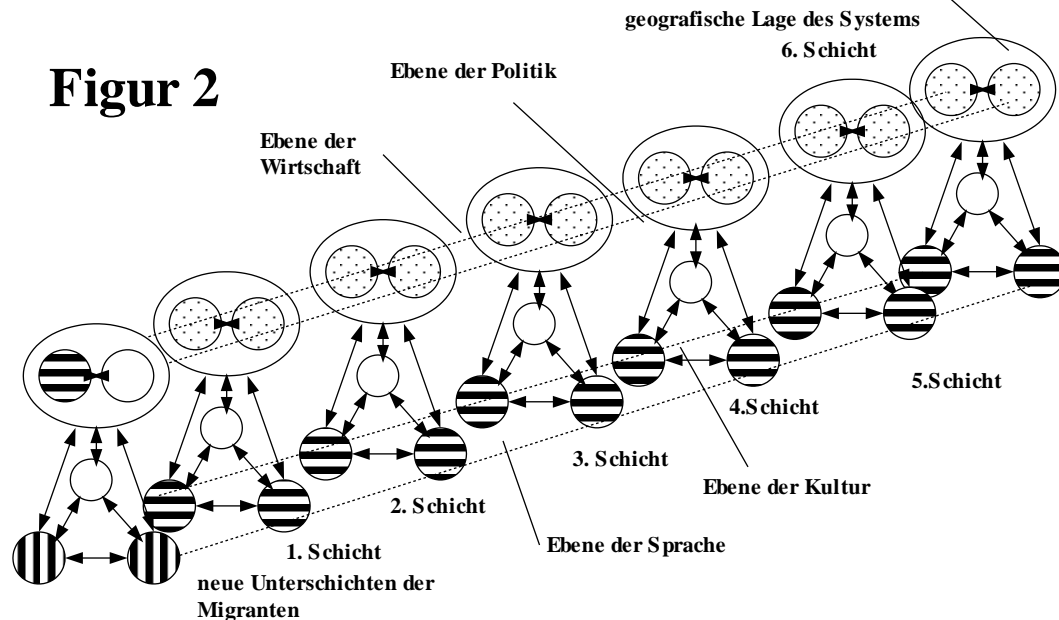 geografische Lage des Systems
6. Schicht
Figur 2
Ebene der Politik
Ebene der
Wirtschaft
5.Schicht
4.Schicht
3. Schicht
Ebene der Kultur
2. Schicht
Ebene der Sprache
1. Schicht
neue Unterschichten der
Migranten